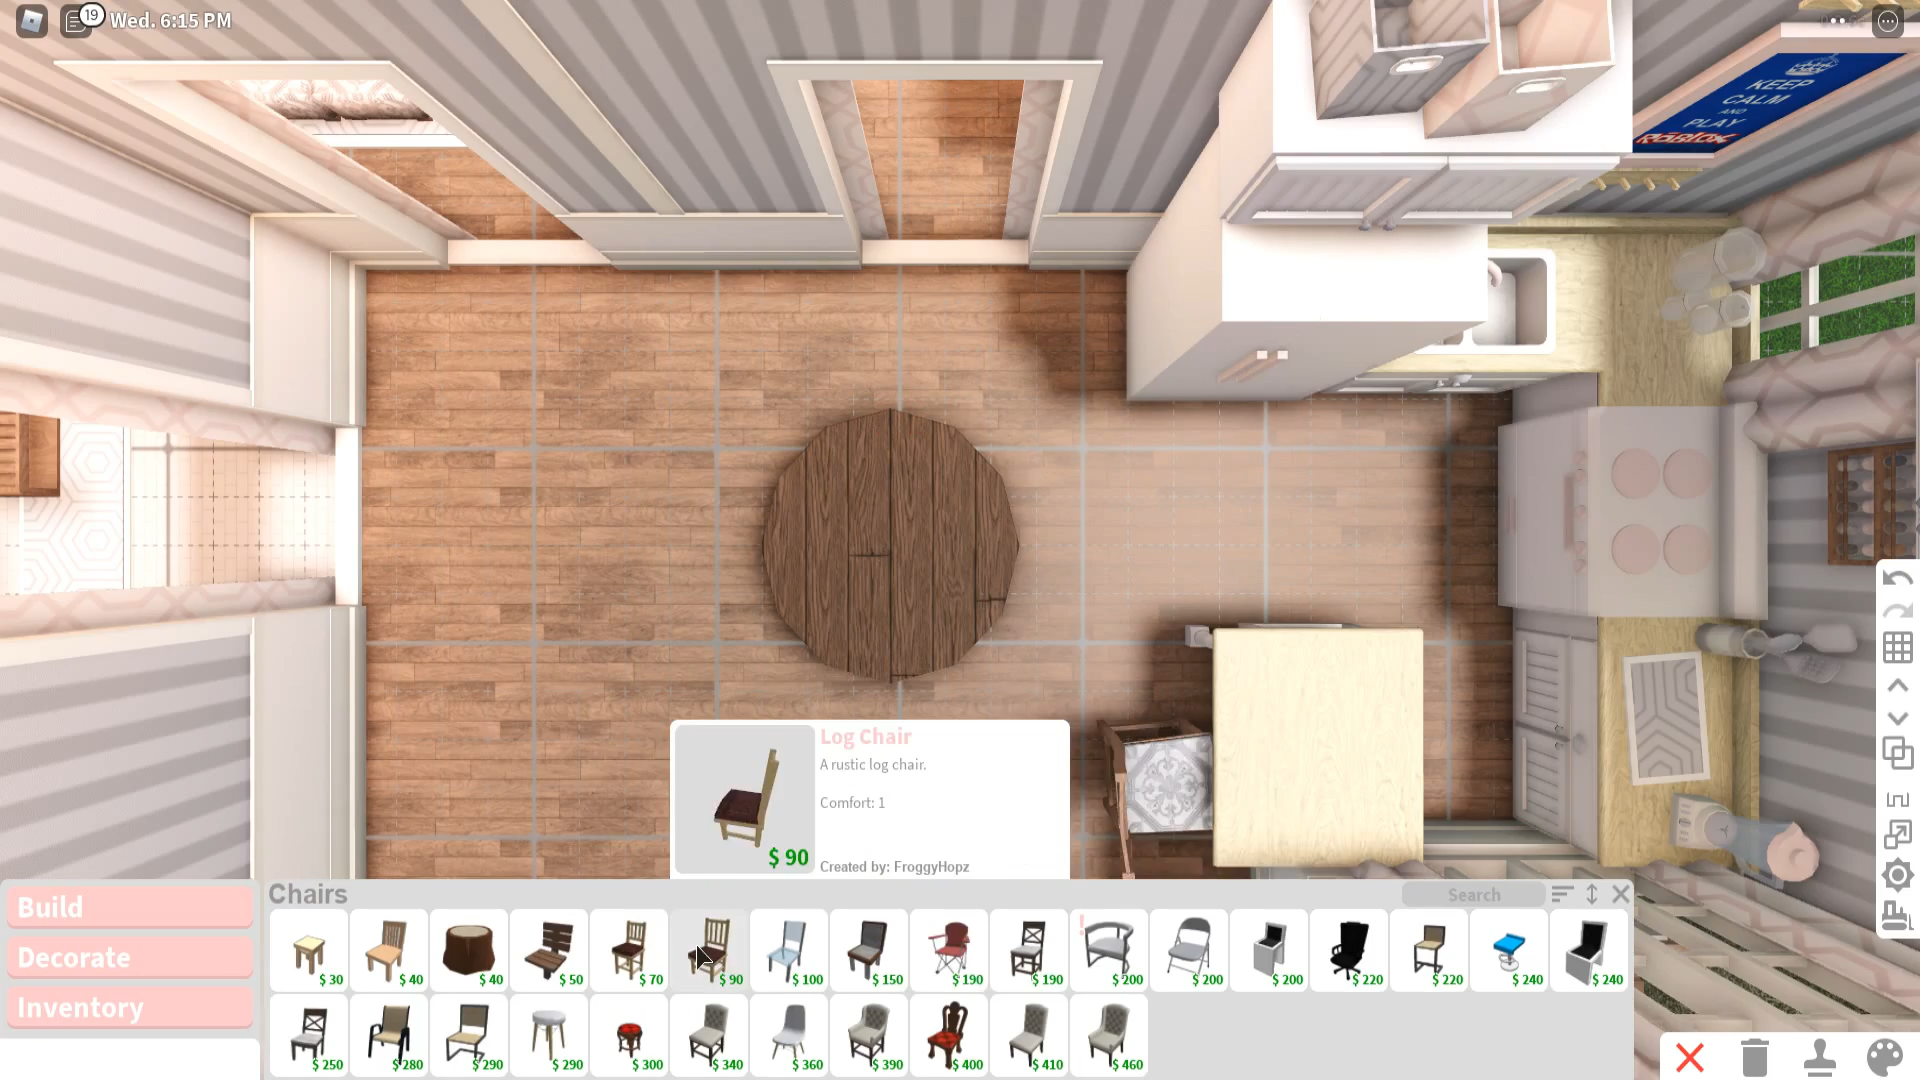 19
Wed. 6:15 PM
KEEP
CALM
AND
PLAY
ROBLOX
Log Chair
A rustic log chair.
Comfort: 1
$ 90
Created by: FroggyHopz
Build
Decorate
Inventory
Chairs
Search
$ 30
$ 40
$ 40
$ 50
$ 70
$ 90
$ 100
$ 150
$ 190
$ 190
$ 200
$ 200
$ 200
$ 220
$ 220
$ 240
$ 240
$ 250
$ 280
$ 290
$ 290
$ 300
$ 340
$ 360
$ 390
$ 400
$ 410
$ 460